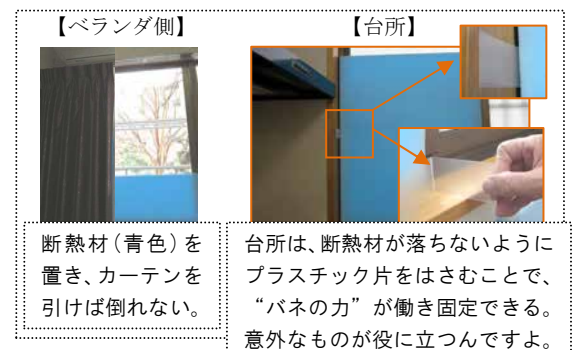 【ベランダ側】
断熱材（青色）を
置き、カーテンを
引けば倒れない。
【台所】
台所は、断熱材が落ちないように
プラスチック片をはさむことで、
“バネの力”が働き固定できる。
意外なものが役に立つんですよ。